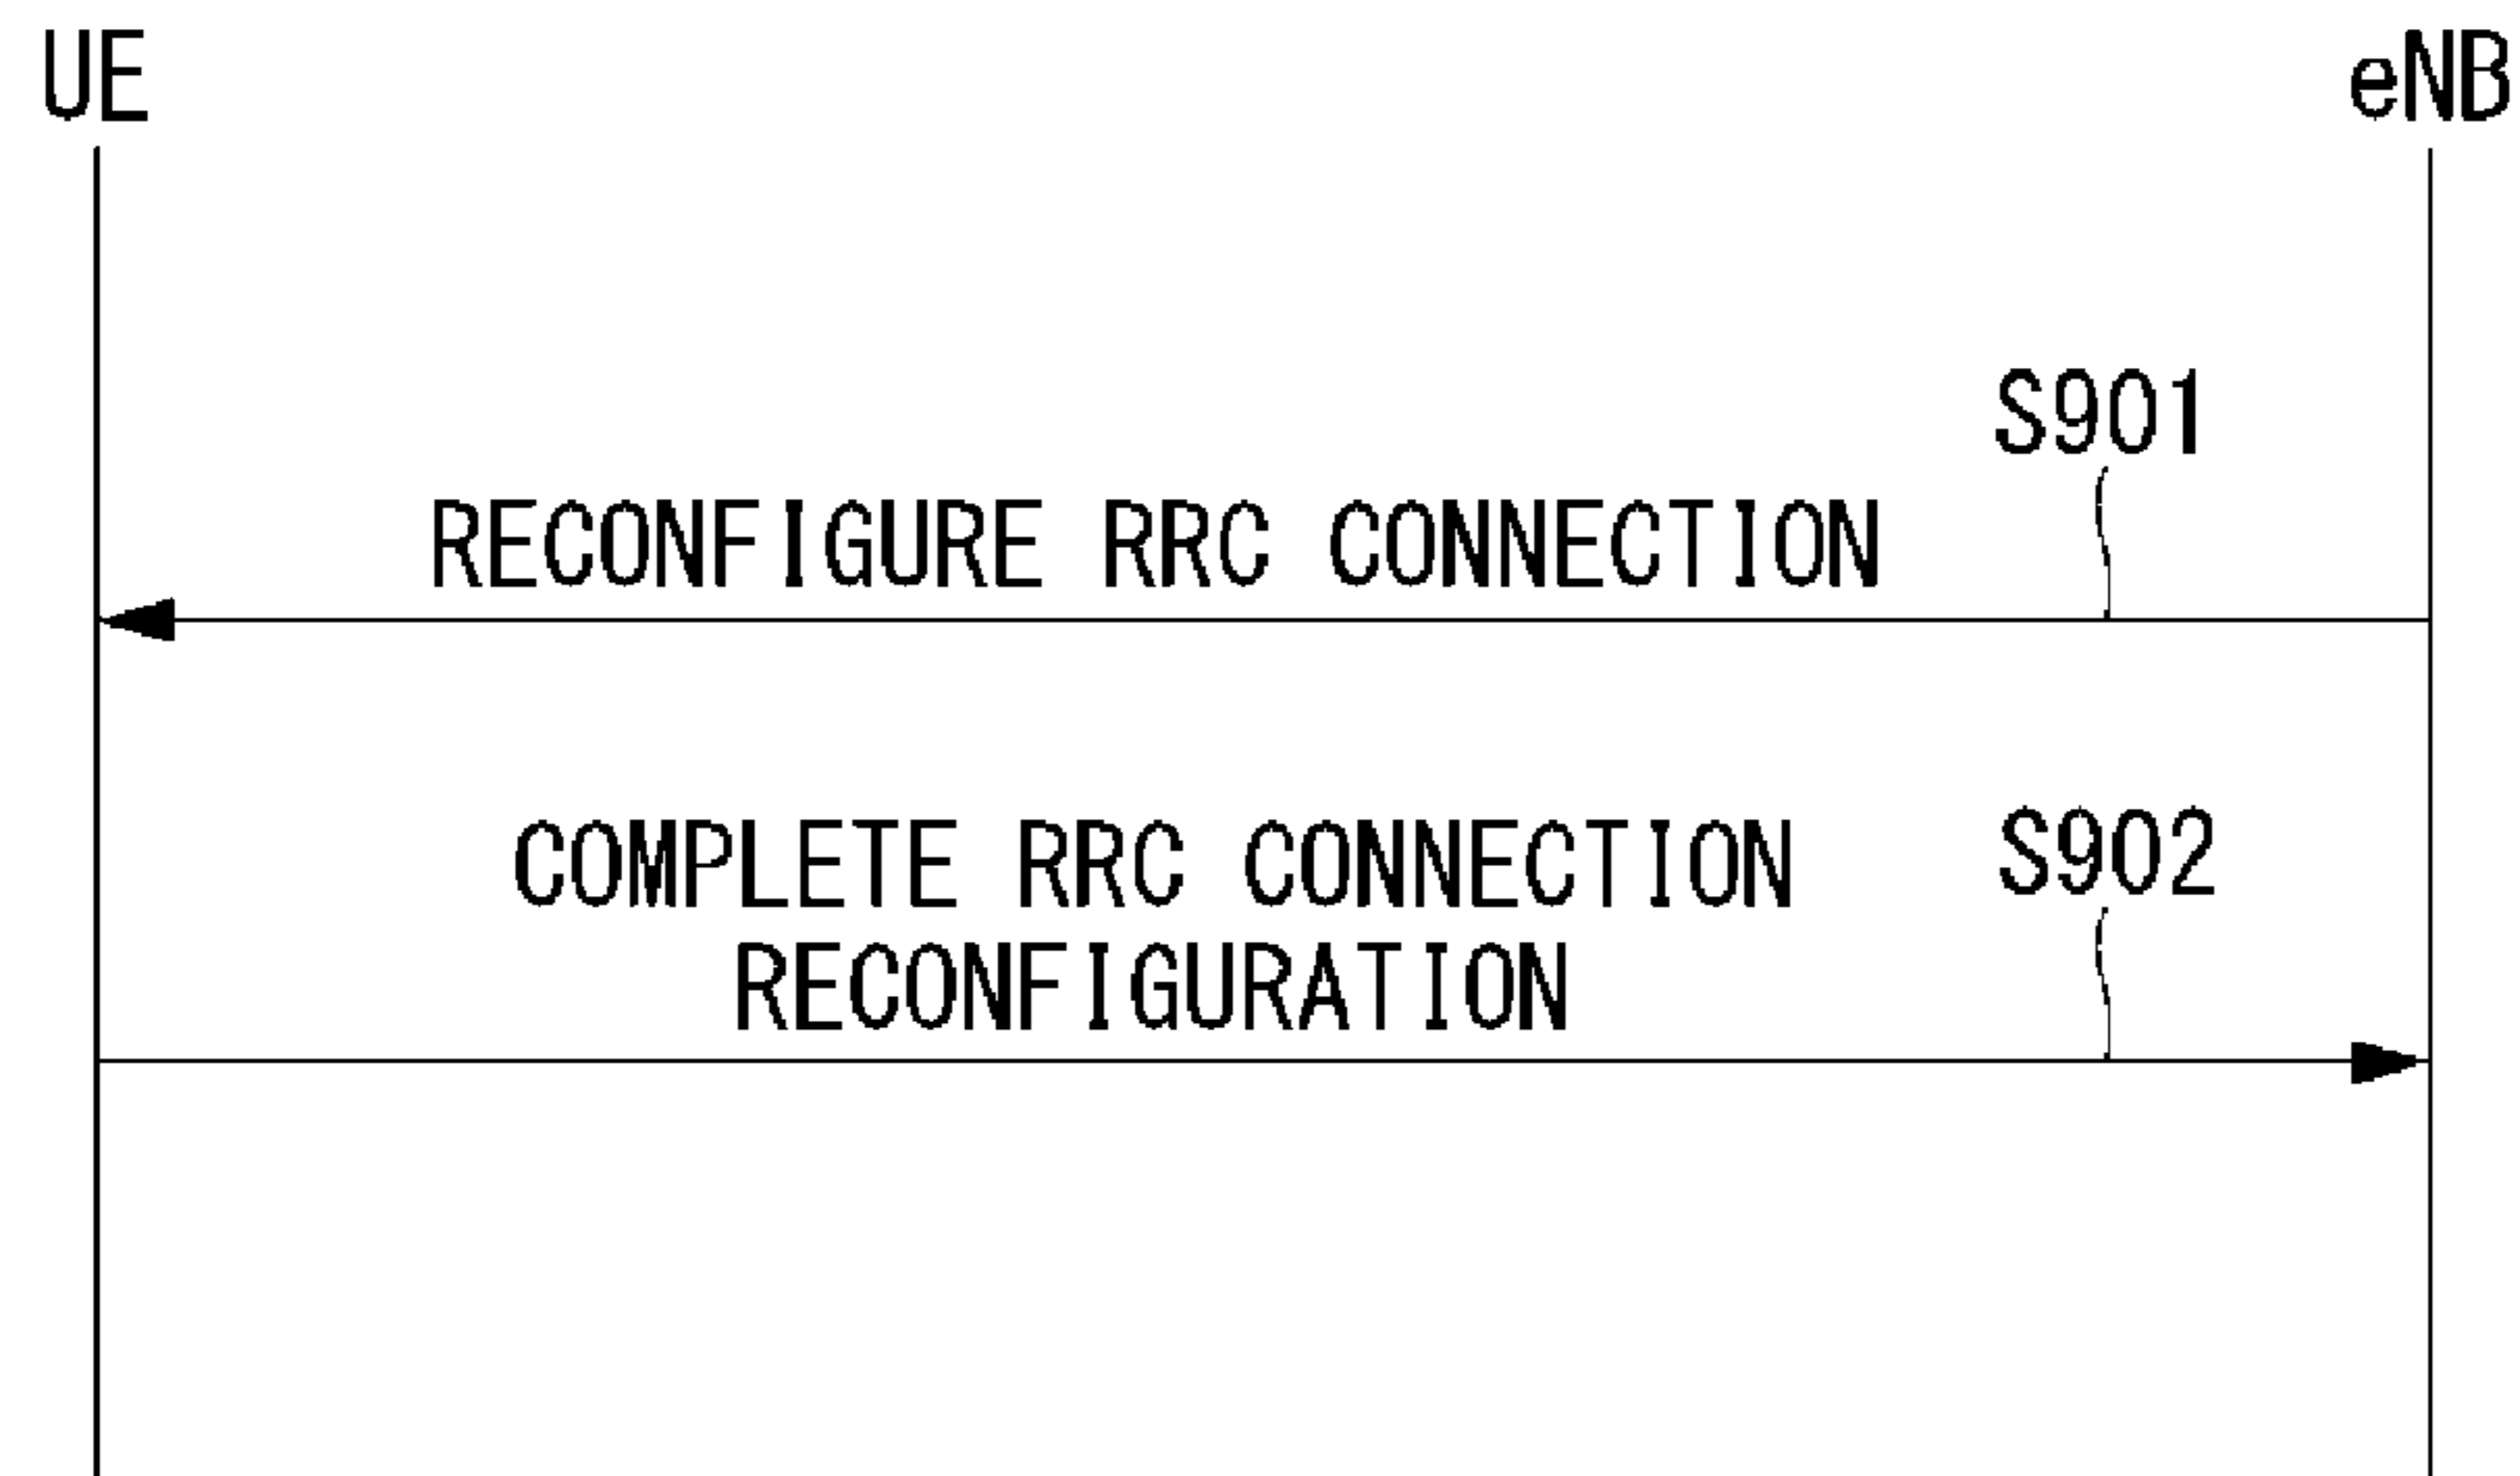 UE
eNB
S901
RECONFIGURE RRC CONNECTION
COMPLETE RRC CONNECTION
S902
RECONFIGURATION